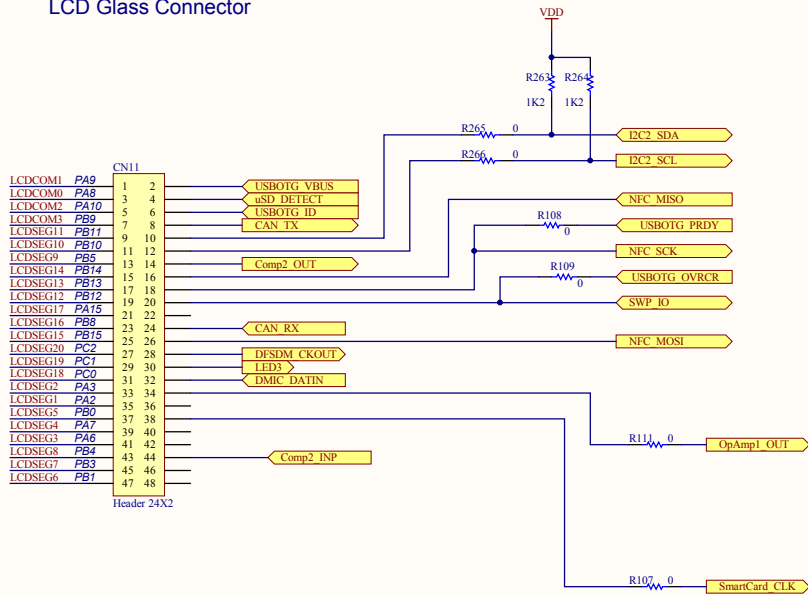 LCD Glass Connector
VDD
R263 R264
1K2 1K2
R265 0 I2C2_SDA
R266 0 I2C2_SCL
CN11
LCDCOM1 PA9 1 2 USBOTG_VBUS
LCDCOM0 PA8 3 4 uSD_DETECT NFC_MISO
LCDCOM2 PA10 5 6 USBOTG_ID
LCDCOM3 PB9 7 8 CAN_TX R108 0 USBOTG_PRDY
LCDSEG11 PB11 9 10
LCDSEG10 PB10 11 12 NFC_SCK
LCDSEG9 PB5 13 14 Comp2_OUT
LCDSEG14 PB14 15 16 R109 0 USBOTG_OVRCR
LCDSEG13 PB13 17 18
LCDSEG12 PB12 19 20 SWP_IO
LCDSEG17 PA15 21 22
LCDSEG16 PB8 23 24 CAN_RX
LCDSEG15 PB15 25 26 NFC_MOSI
LCDSEG20 PC2 27 28 DFSDM_CKOUT
LCDSEG19 PC1 29 30 LED3
LCDSEG18 PC0 31 32 DMIC_DATIN
LCDSEG2 PA3 33 34
LCDSEG1 PA2 35 36
LCDSEG5 PB0 37 38
LCDSEG4 PA7 39 40
LCDSEG3 PA6 41 42 R111 0 OpAmp1_OUT
LCDSEG8 PB4 43 44 Comp2_INP
LCDSEG7 PB3 45 46
LCDSEG6 PB1 47 48
Header 24X2
R107 0 SmartCard_CLK